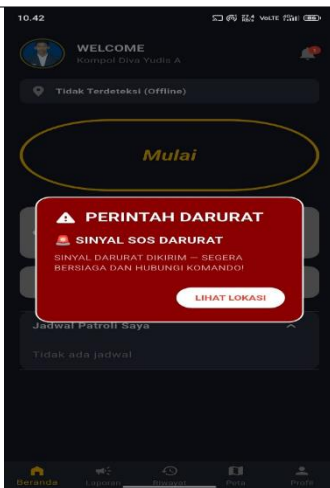 10.42
VoLTE
WELCOME
Kompol Diva Yudis A
Tidak Terdeteksi (Offline)
Mulai
PERINTAH DARURAT
SINYAL SOS DARURAT
SINYAL DARURAT DIKIRIM — SEGERA
BERSIAGA DAN HUBUNGI KOMANDO!
LIHAT LOKASI
Jadwal Patroli Saya
Tidak ada jadwal
Beranda Laporan Riwayat Peta Profil